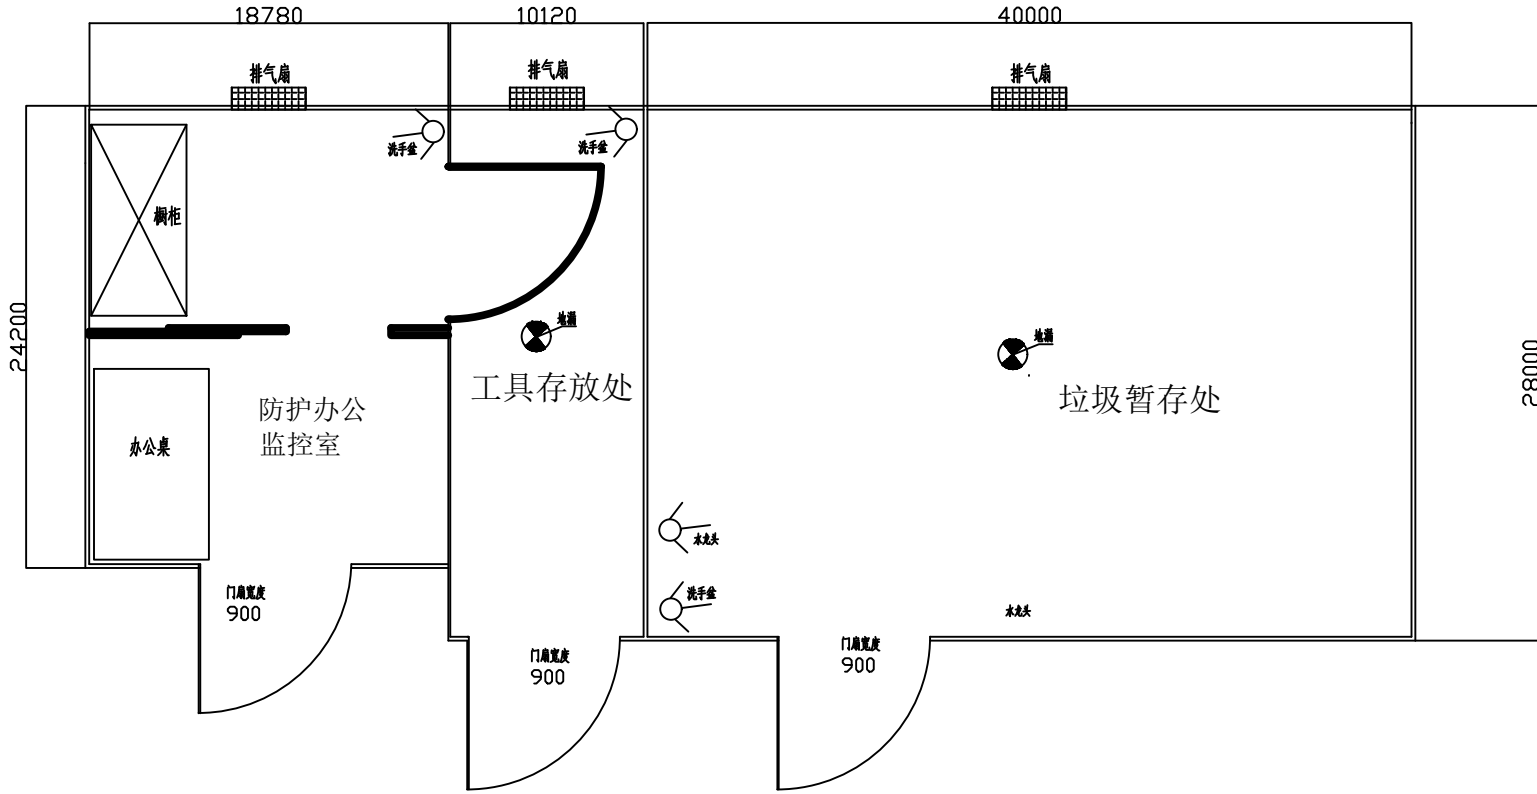 18780
10120
40000
排气扇
排气扇
排气扇
洗手盆
洗手盆
橱柜
24200
地漏
地漏
28000
工具存放处
垃圾暂存处
防护办公
监控室
办公桌
水龙头
洗手盆
水龙头
门扇宽度
900
门扇宽度
900
门扇宽度
900